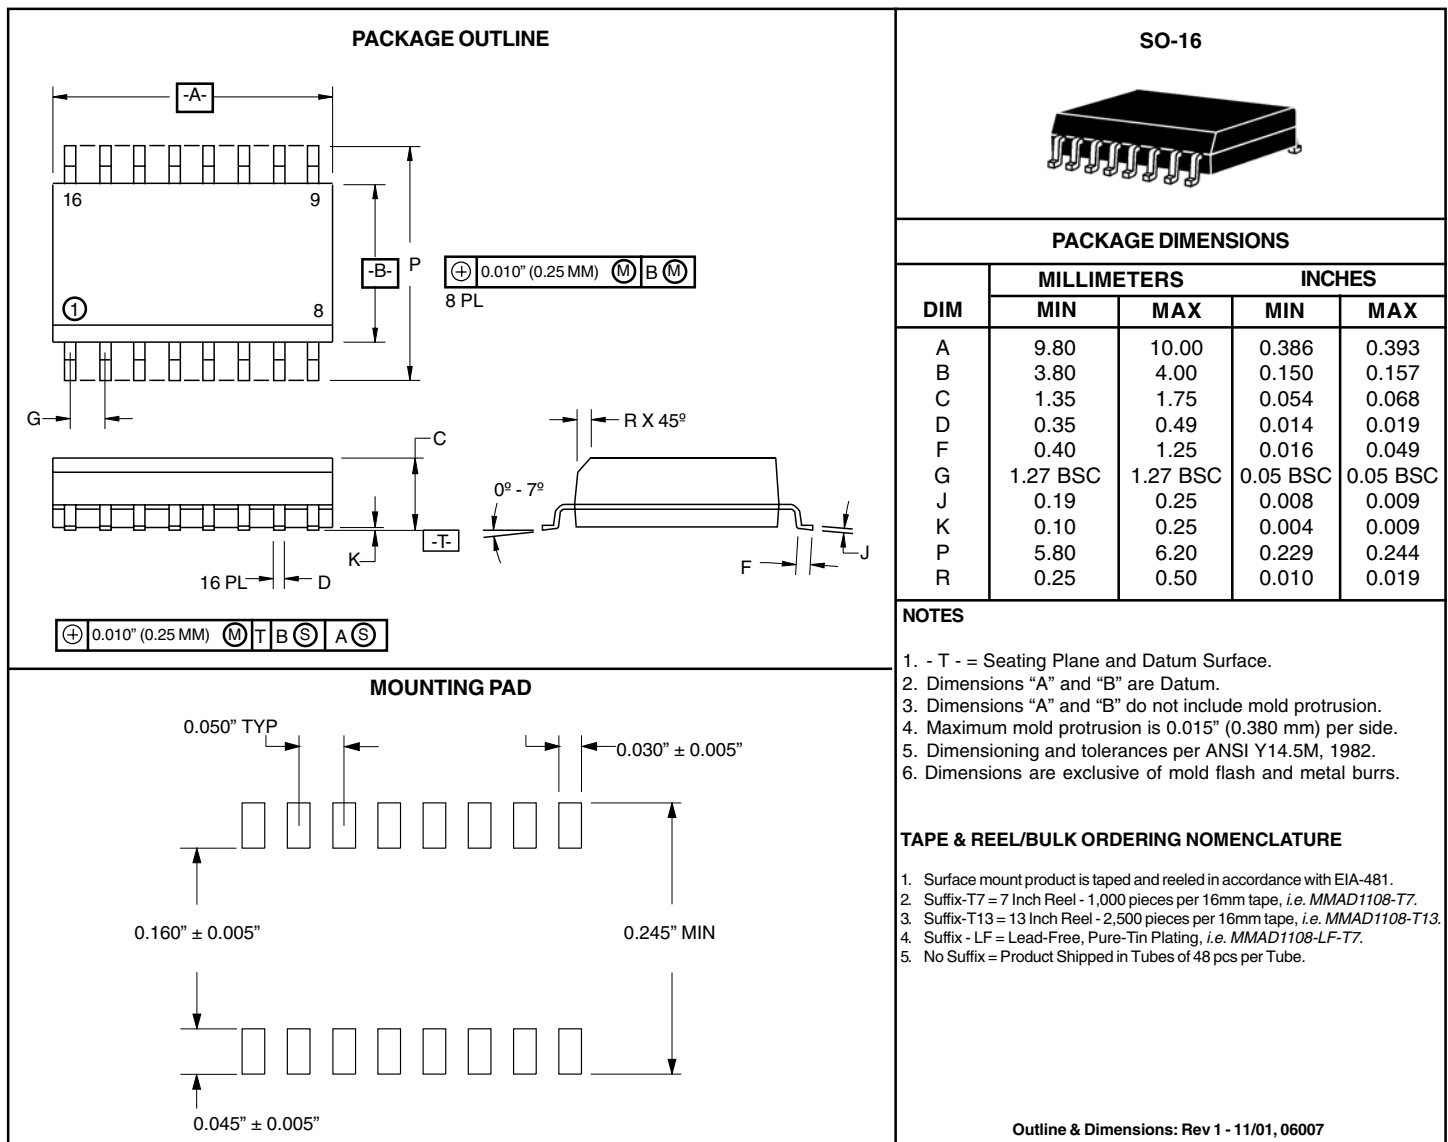 PACKAGE OUTLINE
-A-
16
9
-B-
P
1
8
0.010” (0.25 MM) M B M
8 PL
G
C
K
-T-
16 PL
D
R X 45º
0º - 7º
F
J
0.010” (0.25 MM) M T B S A S
MOUNTING PAD
0.050” TYP
0.030” ± 0.005”
0.160” ± 0.005”
0.245” MIN
0.045” ± 0.005”
SO-16
PACKAGE DIMENSIONS
MILLIMETERS INCHES
DIM MIN MAX MIN MAX
A 9.80 10.00 0.386 0.393
B 3.80 4.00 0.150 0.157
C 1.35 1.75 0.054 0.068
D 0.35 0.49 0.014 0.019
F 0.40 1.25 0.016 0.049
G 1.27 BSC 1.27 BSC 0.05 BSC 0.05 BSC
J 0.19 0.25 0.008 0.009
K 0.10 0.25 0.004 0.009
P 5.80 6.20 0.229 0.244
R 0.25 0.50 0.010 0.019
NOTES
1. - T - = Seating Plane and Datum Surface.
2. Dimensions “A” and “B” are Datum.
3. Dimensions “A” and “B” do not include mold protrusion.
4. Maximum mold protrusion is 0.015” (0.380 mm) per side.
5. Dimensioning and tolerances per ANSI Y14.5M, 1982.
6. Dimensions are exclusive of mold flash and metal burrs.
TAPE & REEL/BULK ORDERING NOMENCLATURE
1. Surface mount product is taped and reeled in accordance with EIA-481.
2. Suffix-T7 = 7 Inch Reel - 1,000 pieces per 16mm tape, i.e. MMAD1108-T7.
3. Suffix-T13 = 13 Inch Reel - 2,500 pieces per 16mm tape, i.e. MMAD1108-T13.
4. Suffix - LF = Lead-Free, Pure-Tin Plating, i.e. MMAD1108-LF-T7.
5. No Suffix = Product Shipped in Tubes of 48 pcs per Tube.
Outline & Dimensions: Rev 1 - 11/01, 06007